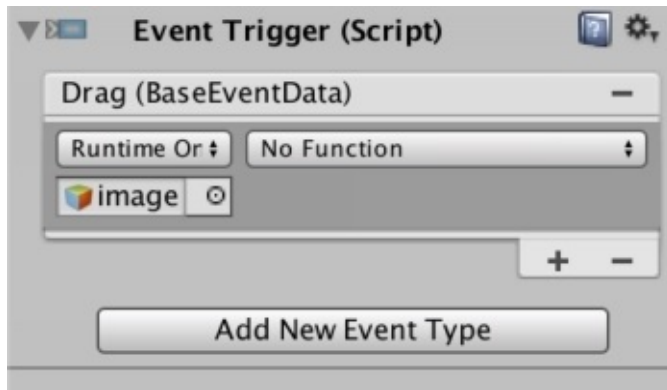 Event Trigger (Script)
Drag (BaseEventData)
Runtime Or No Function
image
Add New Event Type